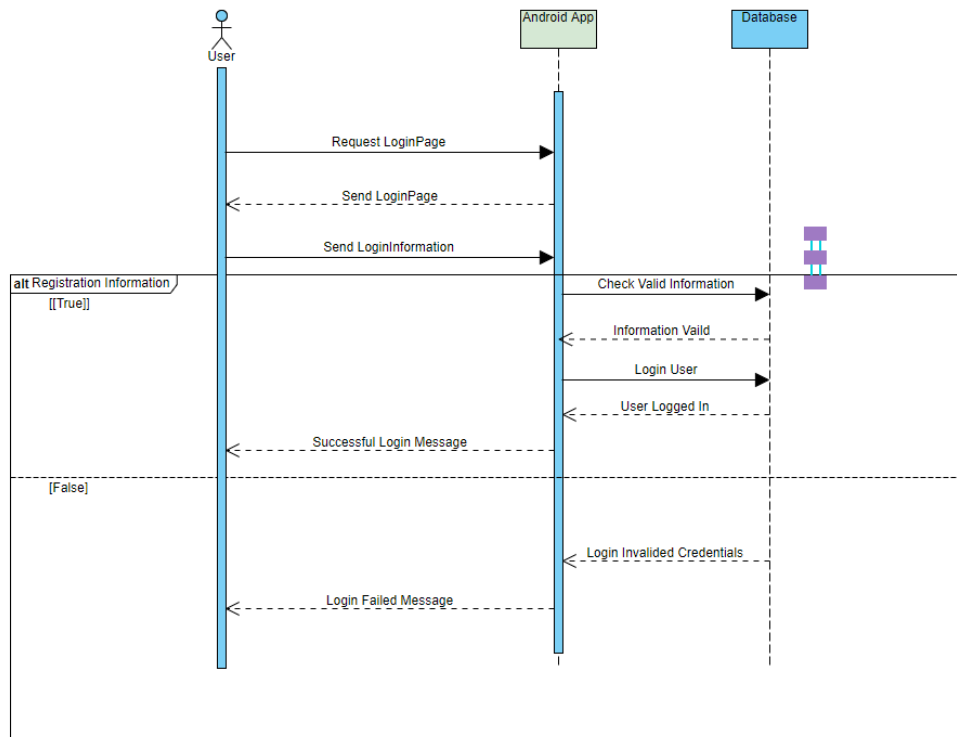 User
Android App
Database
Request LoginPage
Send LoginPage
Send LoginInformation
alt Registration Information
[[True]]
Check Valid Information
Information Vaild
Login User
User Logged In
Successful Login Message
[False]
Login Invalided Credentials
Login Failed Message